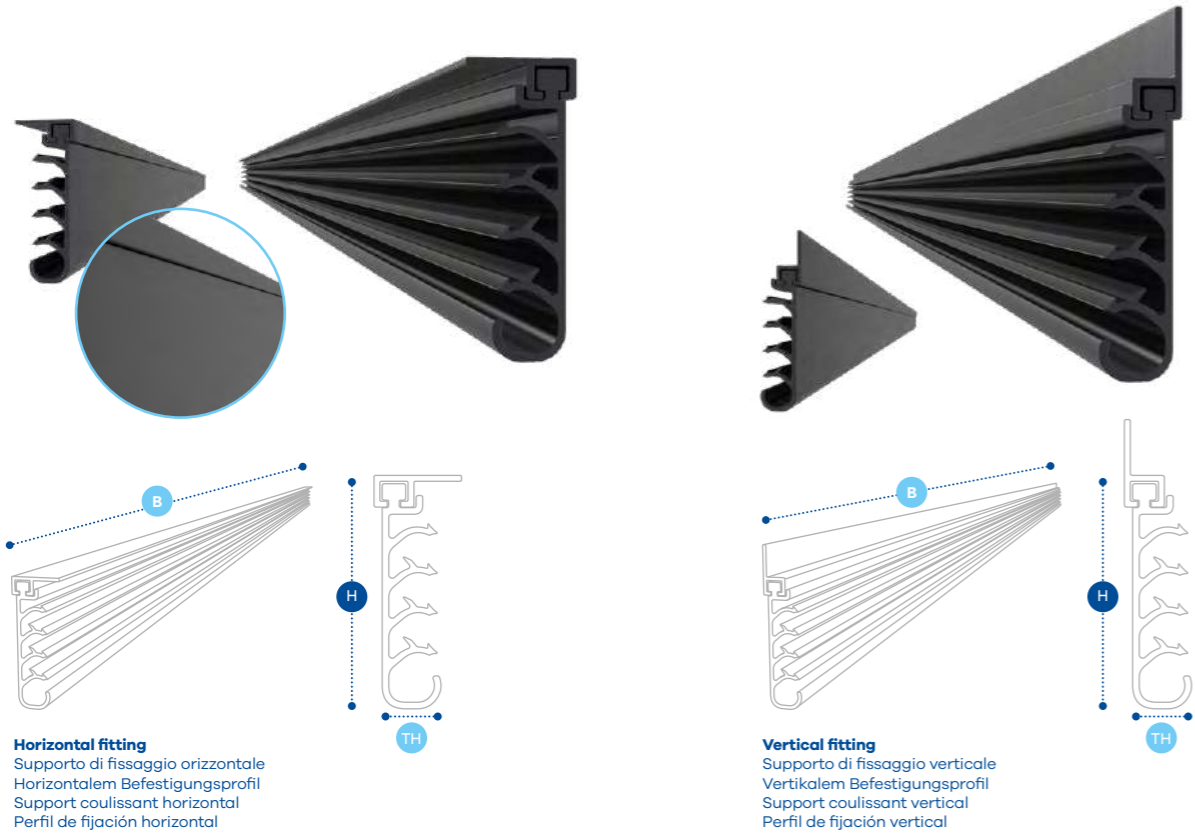 B
H
TH
Horizontal fitting
Supporto di fissaggio orizzontale
Horizontalem Befestigungsprofil
Support coulissant horizontal
Perfil de fijación horizontal
B
H
TH
Vertical fitting
Supporto di fissaggio verticale
Vertikalem Befestigungsprofil
Support coulissant vertical
Perfil de fijación vertical